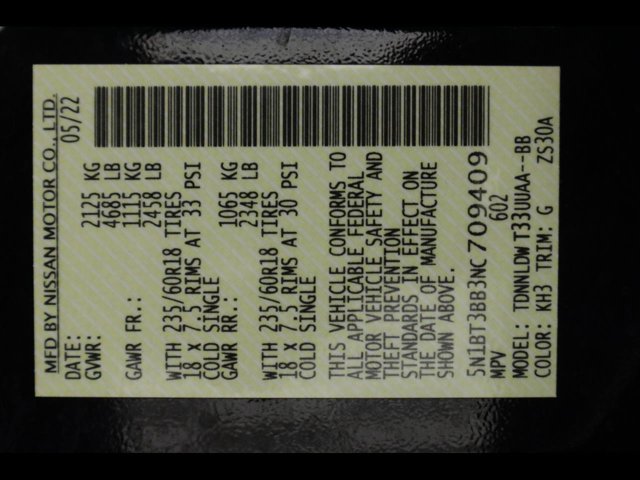 MFD BY NISSAN MOTOR CO., LTD.
DATE: 05/22
GVWR: 2125 KG
4685 LB
GAWR FR.: 1115 KG
2458 LB
WITH 235/60R18 TIRES
18 x 7.5 RIMS AT 33 PSI
COLD SINGLE
GAWR RR.: 1065 KG
2348 LB
WITH 235/60R18 TIRES
18 x 7.5 RIMS AT 30 PSI
COLD SINGLE
THIS VEHICLE CONFORMS TO
ALL APPLICABLE FEDERAL
MOTOR VEHICLE SAFETY AND
THEFT PREVENTION
STANDARDS IN EFFECT ON
THE DATE OF MANUFACTURE
SHOWN ABOVE.
5N1BT3BB3NC709409
MPV 602
MODEL: TDNNLDW T33UUAA--BB
COLOR: KH3 TRIM: G ZS30A